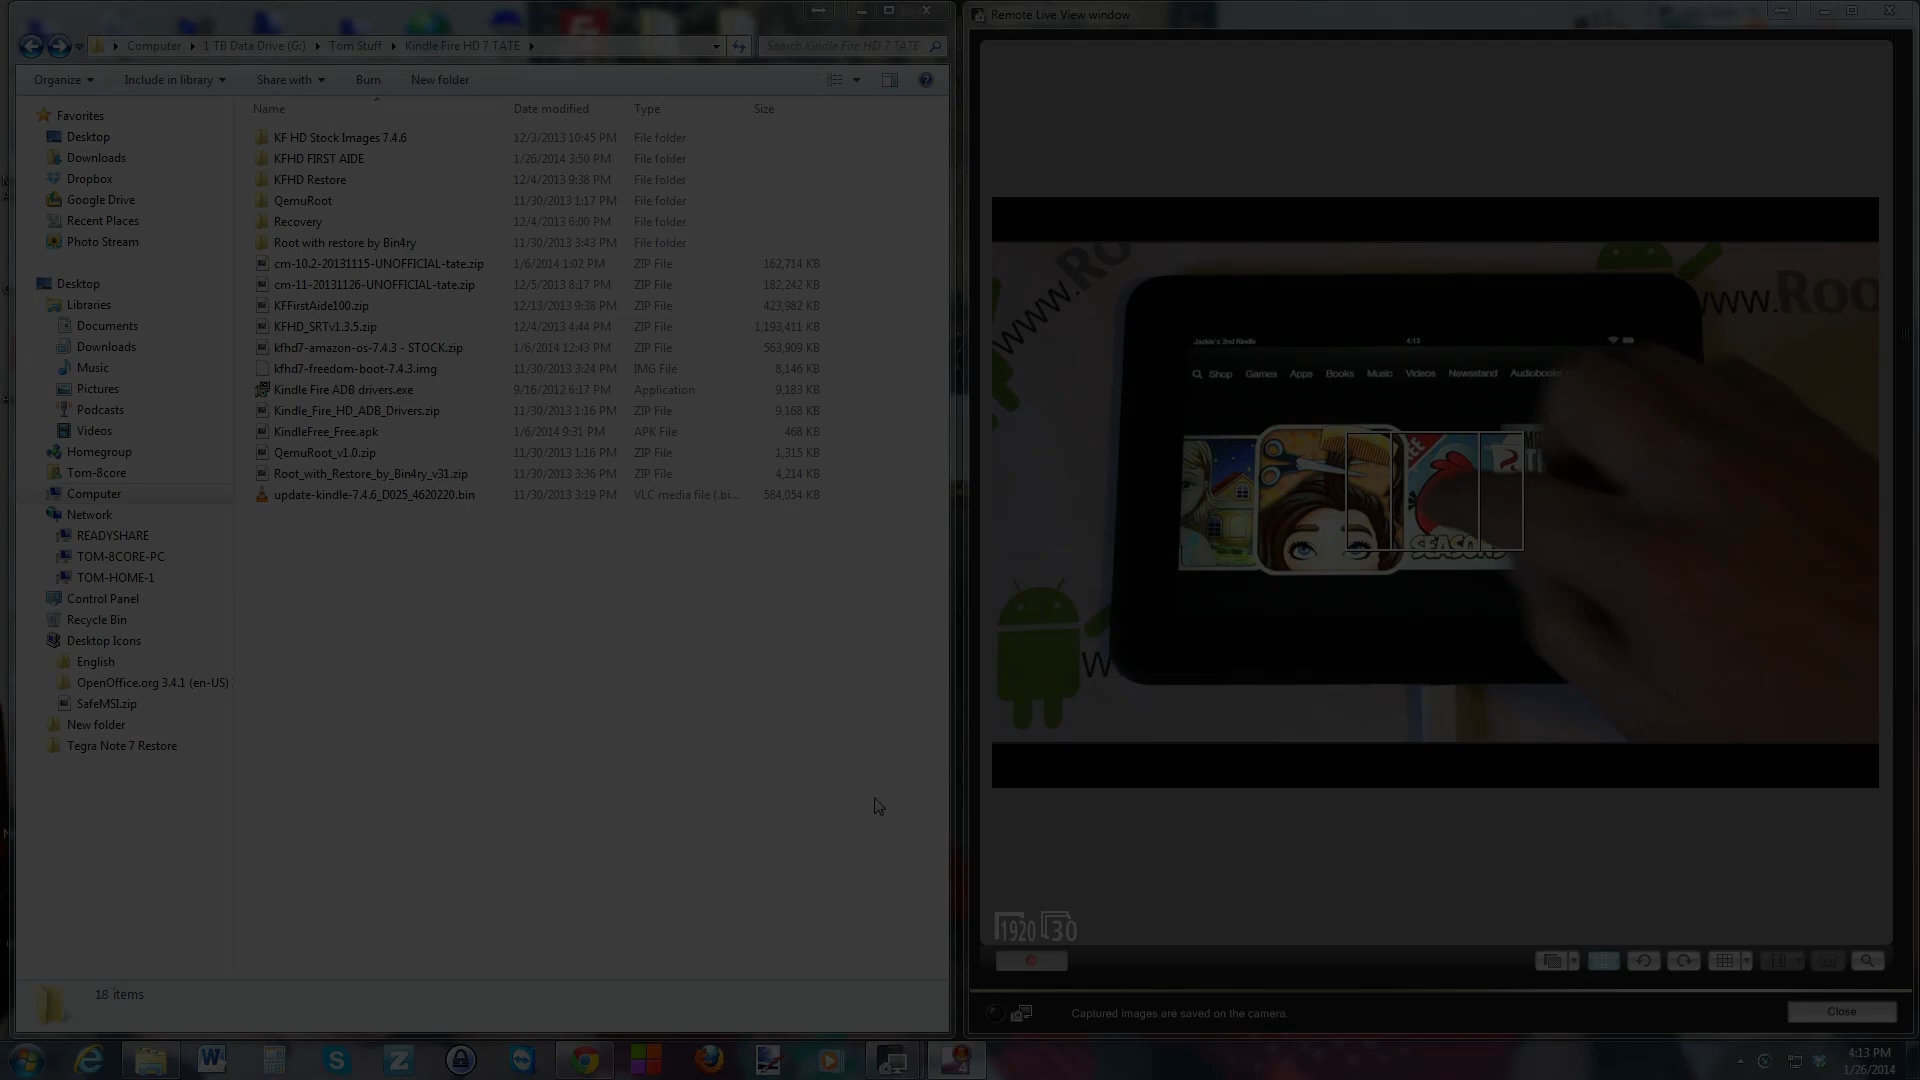 Remote Live View window
Computer 1 TB Data Drive (G:) Tom Stuff Kindle Fire HD 7 TATE
Search Kindle Fire HD 7 TATE
Organize Include in library Share with Burn New folder
Name Date modified Type Size
Favorites
Desktop
Downloads
Dropbox
Google Drive
Recent Places
Photo Stream
Desktop
Libraries
Documents
Downloads
Music
Pictures
Podcasts
Videos
Homegroup
Tom-8core
Computer
Network
READYSHARE
TOM-8CORE-PC
TOM-HOME-1
Control Panel
Recycle Bin
Desktop Icons
English
OpenOffice.org 3.4.1 (en-US)
SafeMSI.zip
New folder
Tegra Note 7 Restore
KF HD Stock Images 7.4.6 12/3/2013 10:45 PM File folder
KFHD FIRST AIDE 1/26/2014 3:50 PM File folder
KFHD Restore 12/4/2013 9:38 PM File folder
QemuRoot 11/30/2013 1:17 PM File folder
Recovery 12/4/2013 6:00 PM File folder
Root with restore by Bin4ry 11/30/2013 3:43 PM File folder
cm-10.2-20131115-UNOFFICIAL-tate.zip 1/6/2014 1:02 PM ZIP File 162,714 KB
cm-11-20131126-UNOFFICIAL-tate.zip 12/5/2013 8:17 PM ZIP File 182,242 KB
KFFirstAide100.zip 12/13/2013 9:38 PM ZIP File 423,982 KB
KFHD_SRTv1.3.5.zip 12/4/2013 4:44 PM ZIP File 1,193,411 KB
kfhd7-amazon-os-7.4.3 - STOCK.zip 1/6/2014 12:43 PM ZIP File 563,909 KB
kfhd7-freedom-boot-7.4.3.img 11/30/2013 3:24 PM IMG File 8,146 KB
Kindle Fire ADB drivers.exe 9/16/2012 6:17 PM Application 9,183 KB
Kindle_Fire_HD_ADB_Drivers.zip 11/30/2013 1:16 PM ZIP File 9,168 KB
KindleFree_Free.apk 1/6/2014 9:31 PM APK File 468 KB
QemuRoot_v1.0.zip 11/30/2013 1:16 PM ZIP File 1,315 KB
Root_with_Restore_by_Bin4ry_v31.zip 11/30/2013 3:36 PM ZIP File 4,214 KB
update-kindle-7.4.6_D025_4620220.bin 11/30/2013 3:19 PM VLC media file (.bi... 584,054 KB
18 items
www.Ro
www.Roo
W
Jackie's 2nd Kindle 4:13
Shop Games Apps Books Music Videos Newsstand Audiobooks
FREE
SEASONS
1920 30
Captured images are saved on the camera.
Close
4:13 PM
1/26/2014